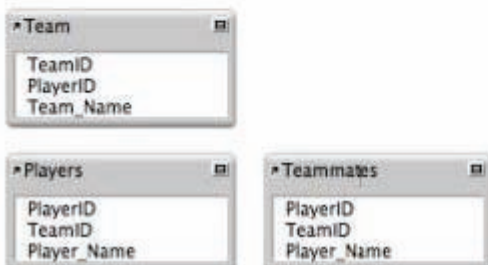 Team
TeamID
PlayerID
Team_Name
Players
PlayerID
TeamID
Player_Name
Teammates
PlayerID
TeamID
Player_Name